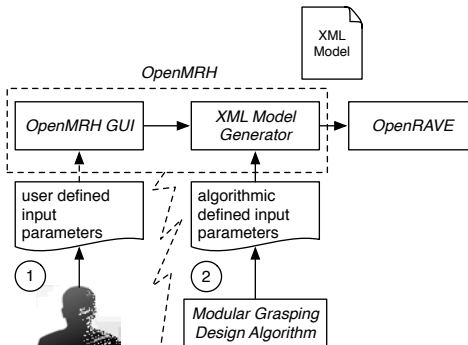 XML
Model
OpenMRH
OpenMRH GUI
XML Model
Generator
OpenRAVE
user defined
input
parameters
algorithmic
defined input
parameters
1
2
Modular Grasping
Design Algorithm